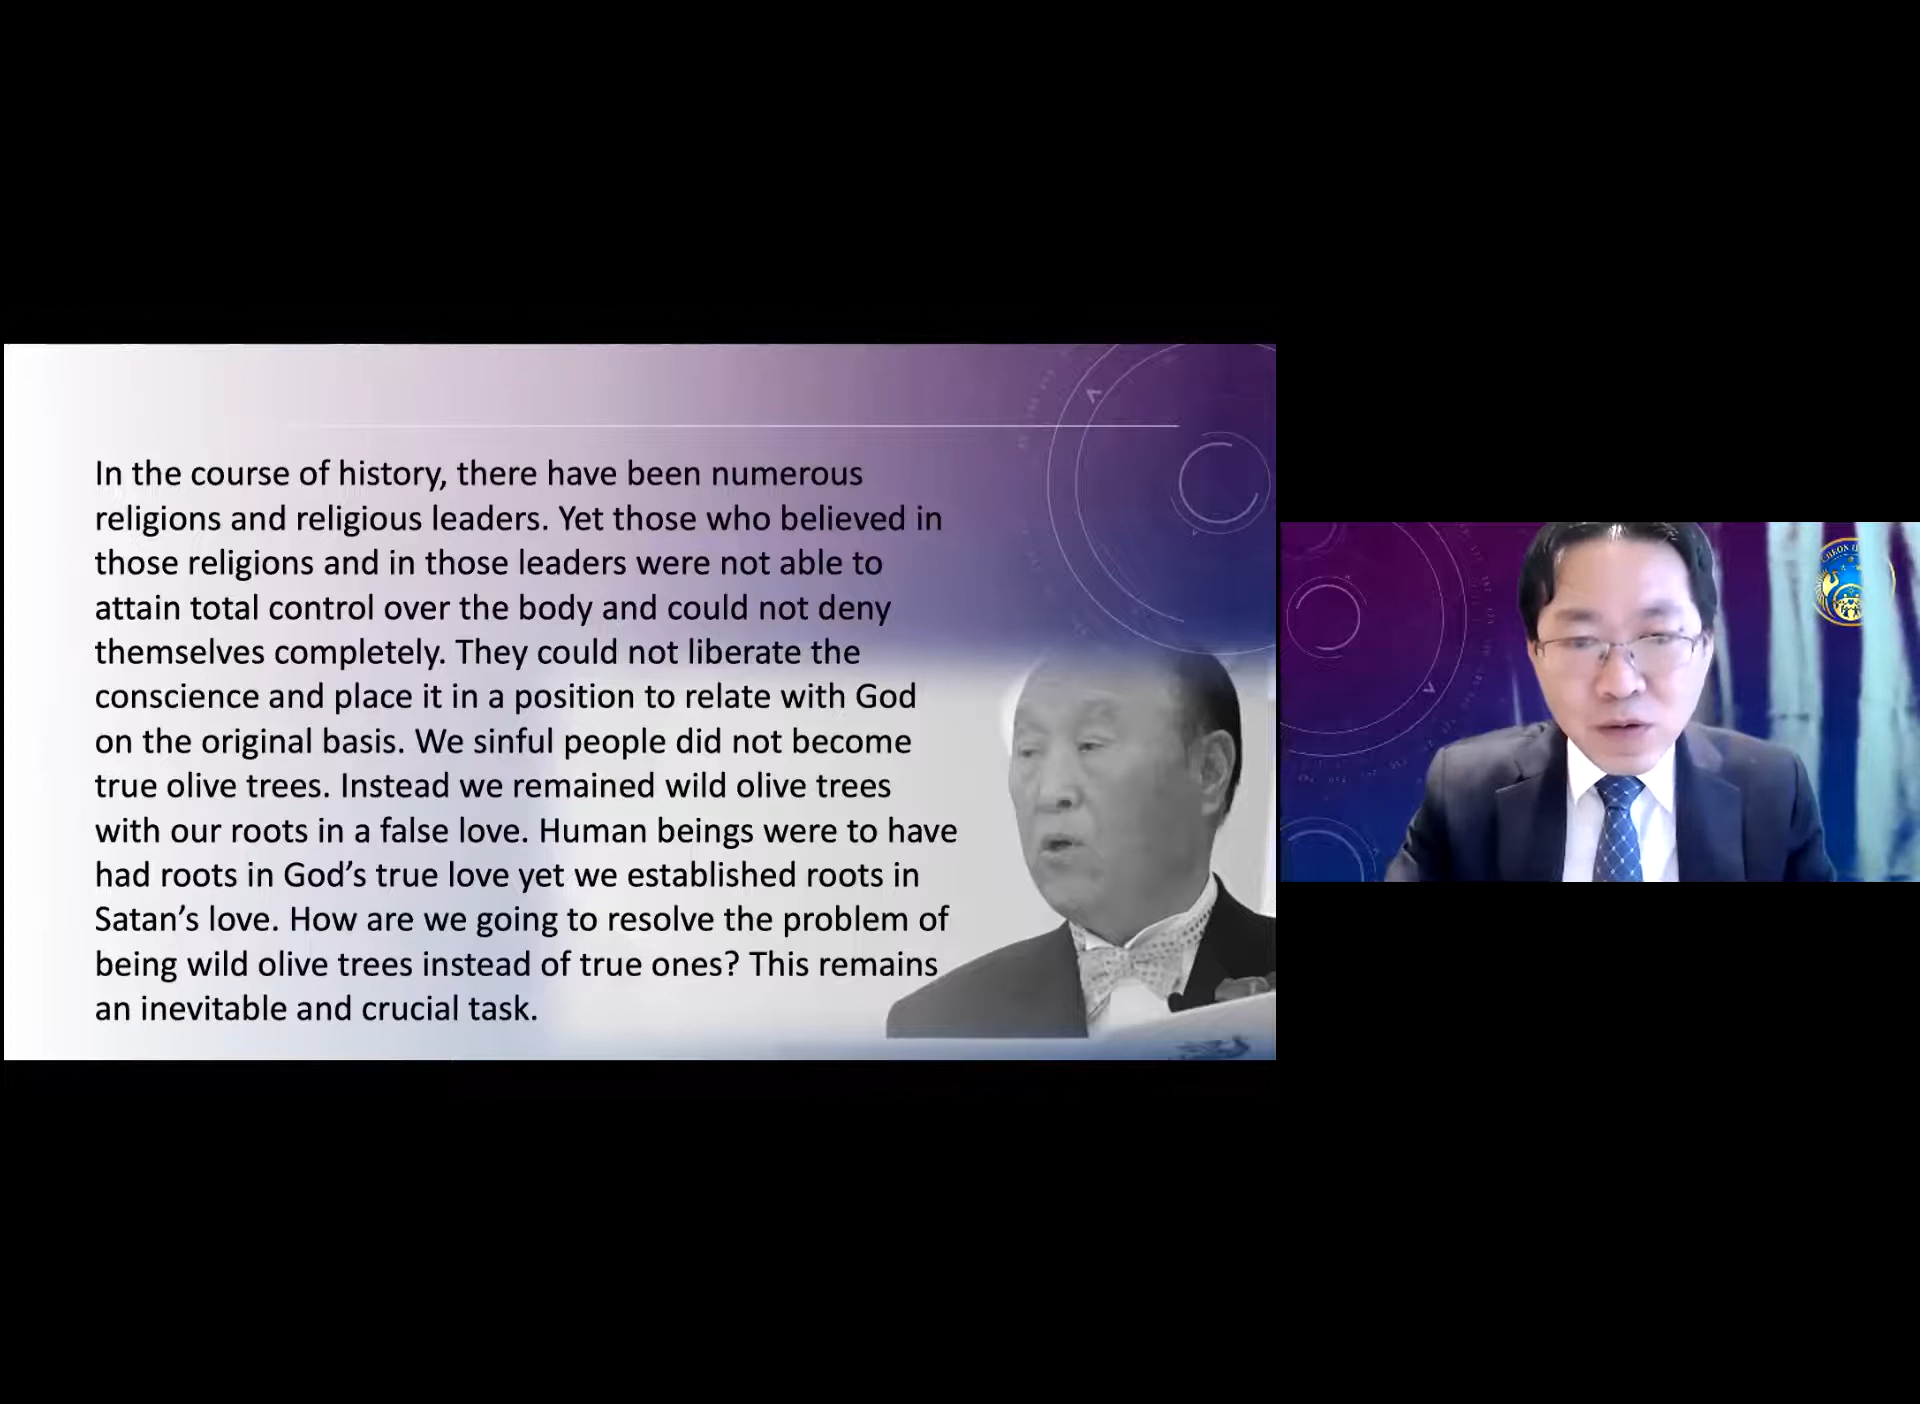 In the course of history, there have been numerous
religions and religious leaders. Yet those who believed in
those religions and in those leaders were not able to
attain total control over the body and could not deny
themselves completely. They could not liberate the
conscience and place it in a position to relate with God
on the original basis. We sinful people did not become
true olive trees. Instead we remained wild olive trees
with our roots in a false love. Human beings were to have
had roots in God’s true love yet we established roots in
Satan’s love. How are we going to resolve the problem of
being wild olive trees instead of true ones? This remains
an inevitable and crucial task.